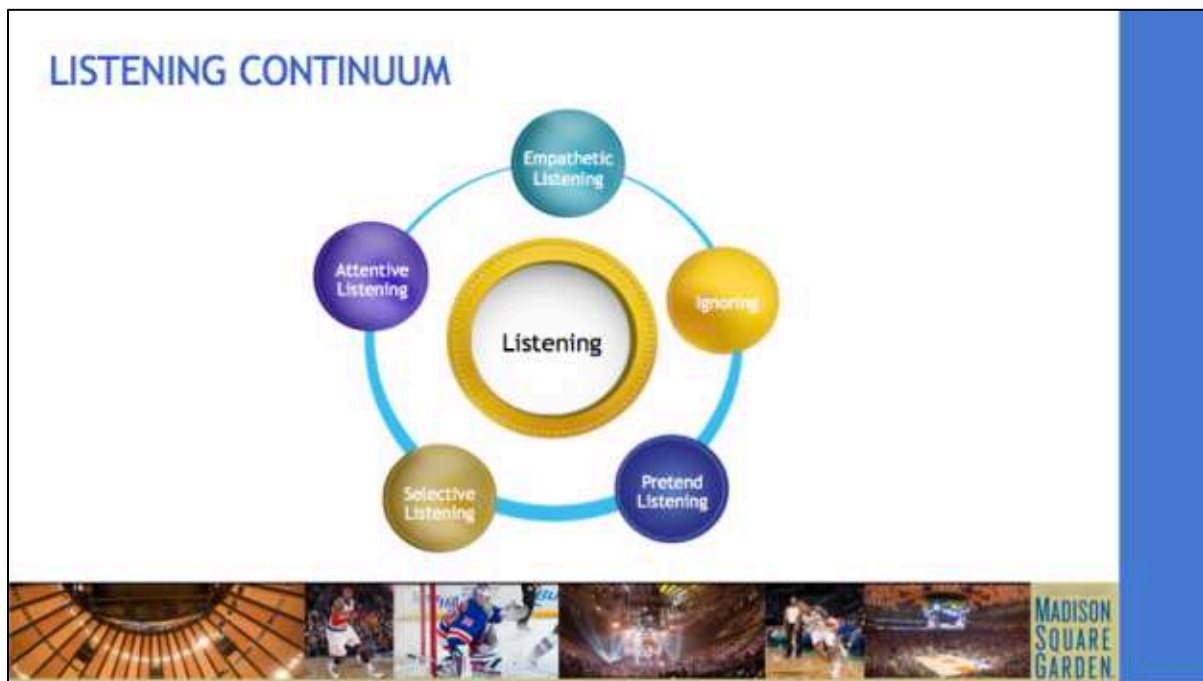 LISTENING CONTINUUM
Empathetic
Listening
Attentive
Listening
Ignoring
Listening
Selective
Listening
Pretend
Listening
MADISON
SQUARE
GARDEN